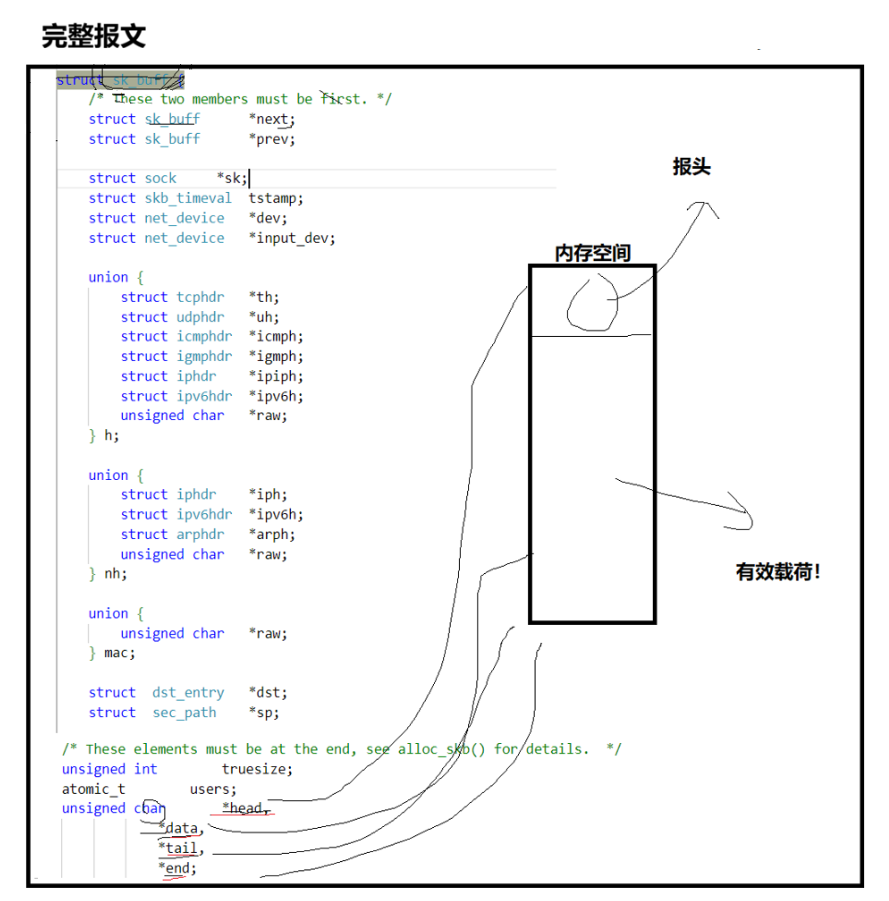 完整报文
struct sk_buff {
/* These two members must be first. */
struct sk_buff *next;
struct sk_buff *prev;
struct sock *sk;
struct skb_timeval tstamp;
struct net_device *dev;
struct net_device *input_dev;
union {
struct tcphdr *th;
struct udphdr *uh;
struct icmphdr *icmph;
struct igmphdr *igmph;
struct iphdr *ipiph;
struct ipv6hdr *ipv6h;
unsigned char *raw;
} h;
union {
struct iphdr *iph;
struct ipv6hdr *ipv6h;
struct arphdr *arph;
unsigned char *raw;
} nh;
union {
unsigned char *raw;
} mac;
struct dst_entry *dst;
struct sec_path *sp;
/* These elements must be at the end, see alloc_skb() for details. */
unsigned int truesize;
atomic_t users;
unsigned char *head,
*data,
*tail,
*end;
报头
内存空间
有效载荷!